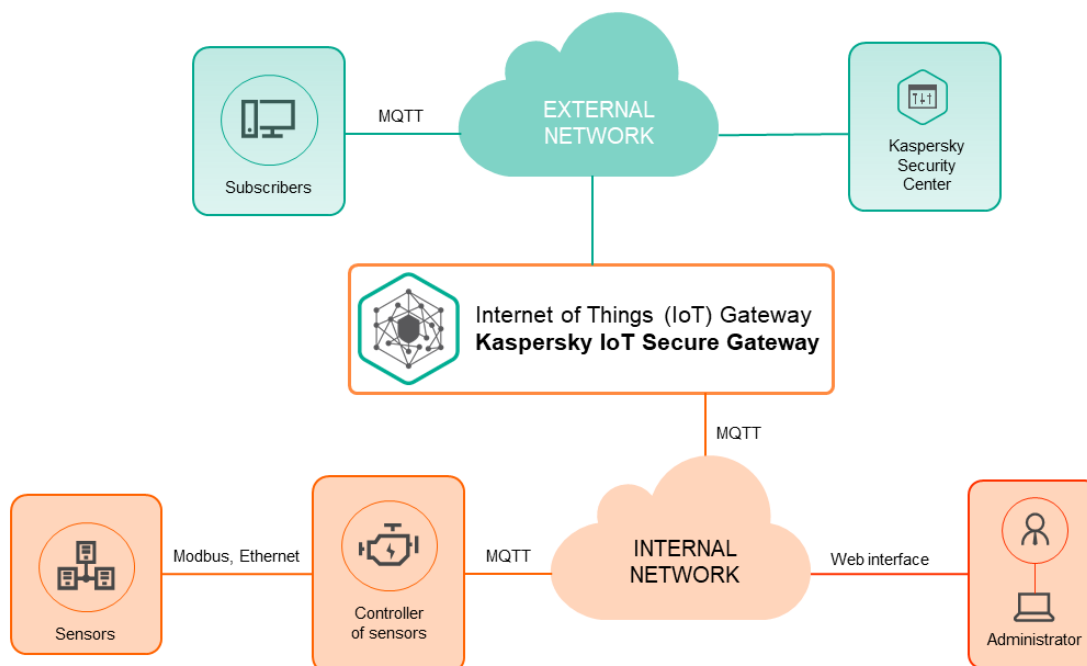 EXTERNAL
NETWORK
MQTT
Subscribers
Kaspersky
Security
Center
Internet of Things (IoT) Gateway
Kaspersky IoT Secure Gateway
MQTT
Sensors
Modbus, Ethernet
Controller
of sensors
MQTT
INTERNAL
NETWORK
Web interface
Administrator